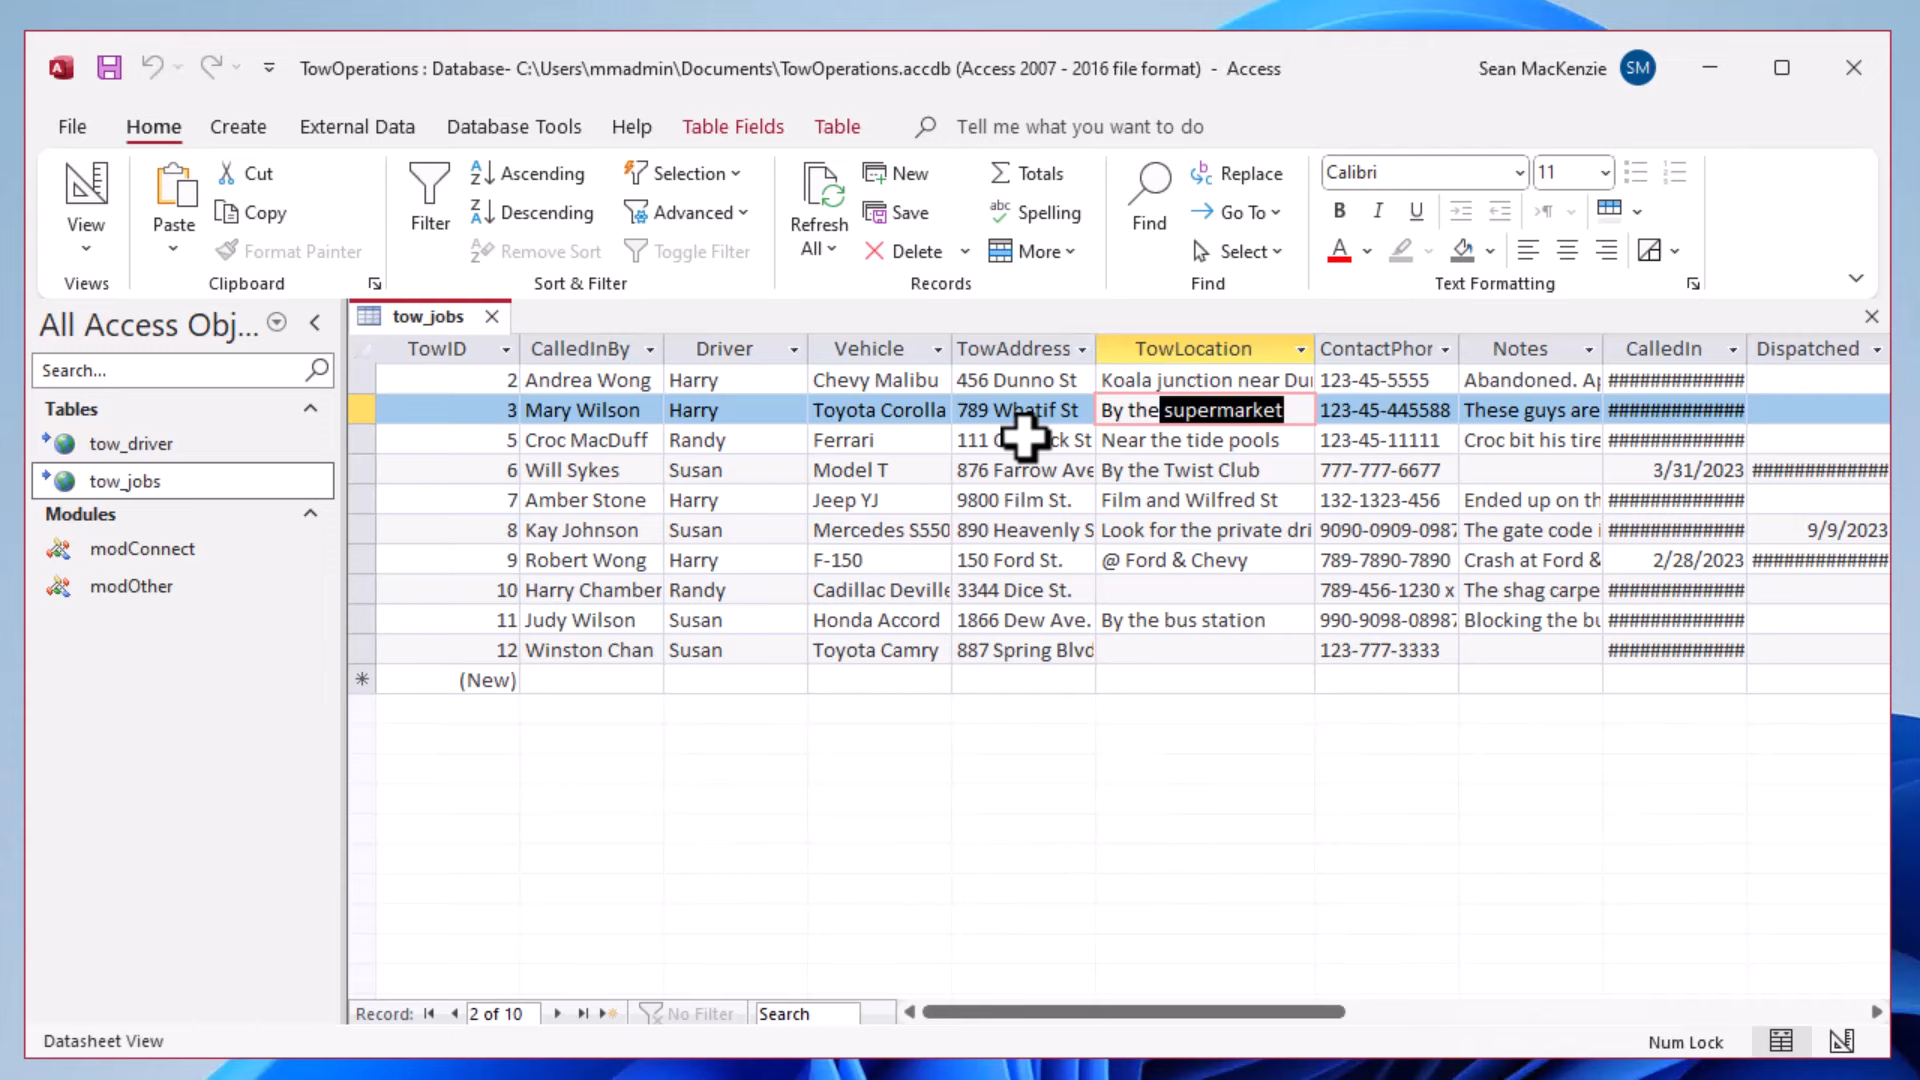 TowOperations : Database- C:\Users\mmadmin\Documents\TowOperations.accdb (Access 2007 - 2016 file format) - Access
Sean MacKenzie SM
File Home Create External Data Database Tools Help Table Fields Table Tell me what you want to do
View
Views
Paste
Cut
Copy
Format Painter
Clipboard
Filter
Ascending
Descending
Remove Sort
Selection
Advanced
Toggle Filter
Sort & Filter
Refresh
All
New
Save
Delete
Totals
Spelling
More
Records
Find
Replace
Go To
Select
Find
Calibri 11
B I U
A
Text Formatting
All Access Obj...
Search...
Tables
tow_driver
tow_jobs
Modules
modConnect
modOther
tow_jobs
TowID CalledInBy Driver Vehicle TowAddress TowLocation ContactPhor Notes CalledIn Dispatched
2 Andrea Wong Harry Chevy Malibu 456 Dunno St Koala junction near Dur 123-45-5555 Abandoned. Ap #############
3 Mary Wilson Harry Toyota Corolla 789 Whatif St By the supermarket 123-45-445588 These guys are #############
5 Croc MacDuff Randy Ferrari 111 ck St Near the tide pools 123-45-11111 Croc bit his tire #############
6 Will Sykes Susan Model T 876 Farrow Ave By the Twist Club 777-777-6677 3/31/2023 #############
7 Amber Stone Harry Jeep YJ 9800 Film St. Film and Wilfred St 132-1323-456 Ended up on th #############
8 Kay Johnson Susan Mercedes S550 890 Heavenly S Look for the private dri 9090-0909-0987 The gate code i ############# 9/9/2023
9 Robert Wong Harry F-150 150 Ford St. @ Ford & Chevy 789-7890-7890 Crash at Ford & 2/28/2023 #############
10 Harry Chamber Randy Cadillac Deville 3344 Dice St. 789-456-1230 x The shag carpe #############
11 Judy Wilson Susan Honda Accord 1866 Dew Ave. By the bus station 990-9098-08987 Blocking the bu #############
12 Winston Chan Susan Toyota Camry 887 Spring Blvd 123-777-3333 #############
* (New)
Record: 2 of 10 No Filter Search
Datasheet View
Num Lock